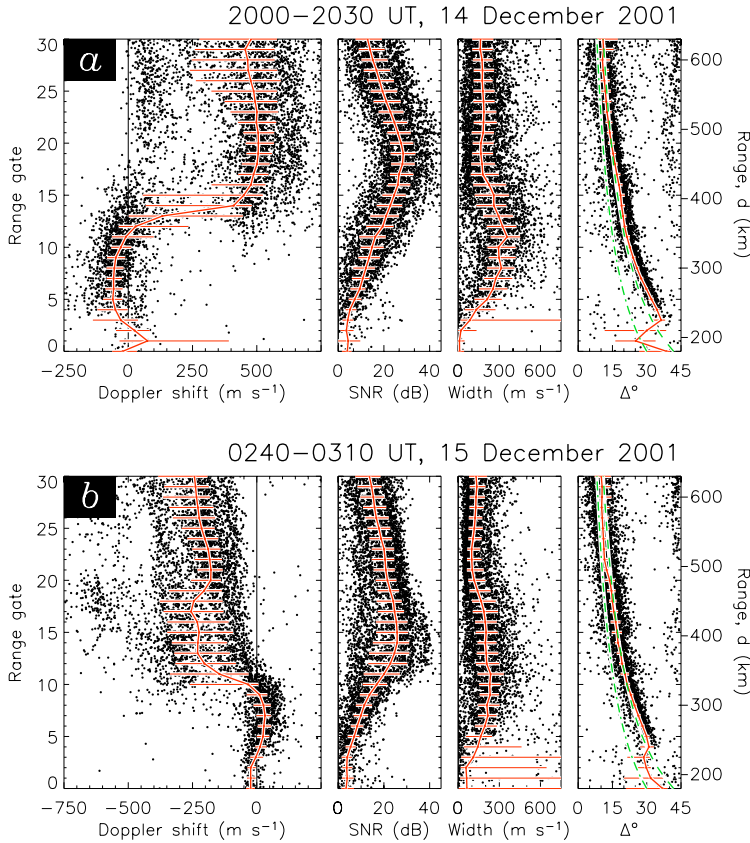 2000−2030 UT, 14 December 2001
a
30
25
20
15
10
5
0
Range gate
−250 0 250 500
Doppler shift (m s⁻¹)
0 20 40
SNR (dB)
0 300 600
Width (m s⁻¹)
0 15 30 45
Δ°
600
500
400
300
200
Range, d (km)
0240−0310 UT, 15 December 2001
b
30
25
20
15
10
5
0
Range gate
−750 −500 −250 0
Doppler shift (m s⁻¹)
0 20 40
SNR (dB)
0 300 600
Width (m s⁻¹)
0 15 30 45
Δ°
600
500
400
300
200
Range, d (km)